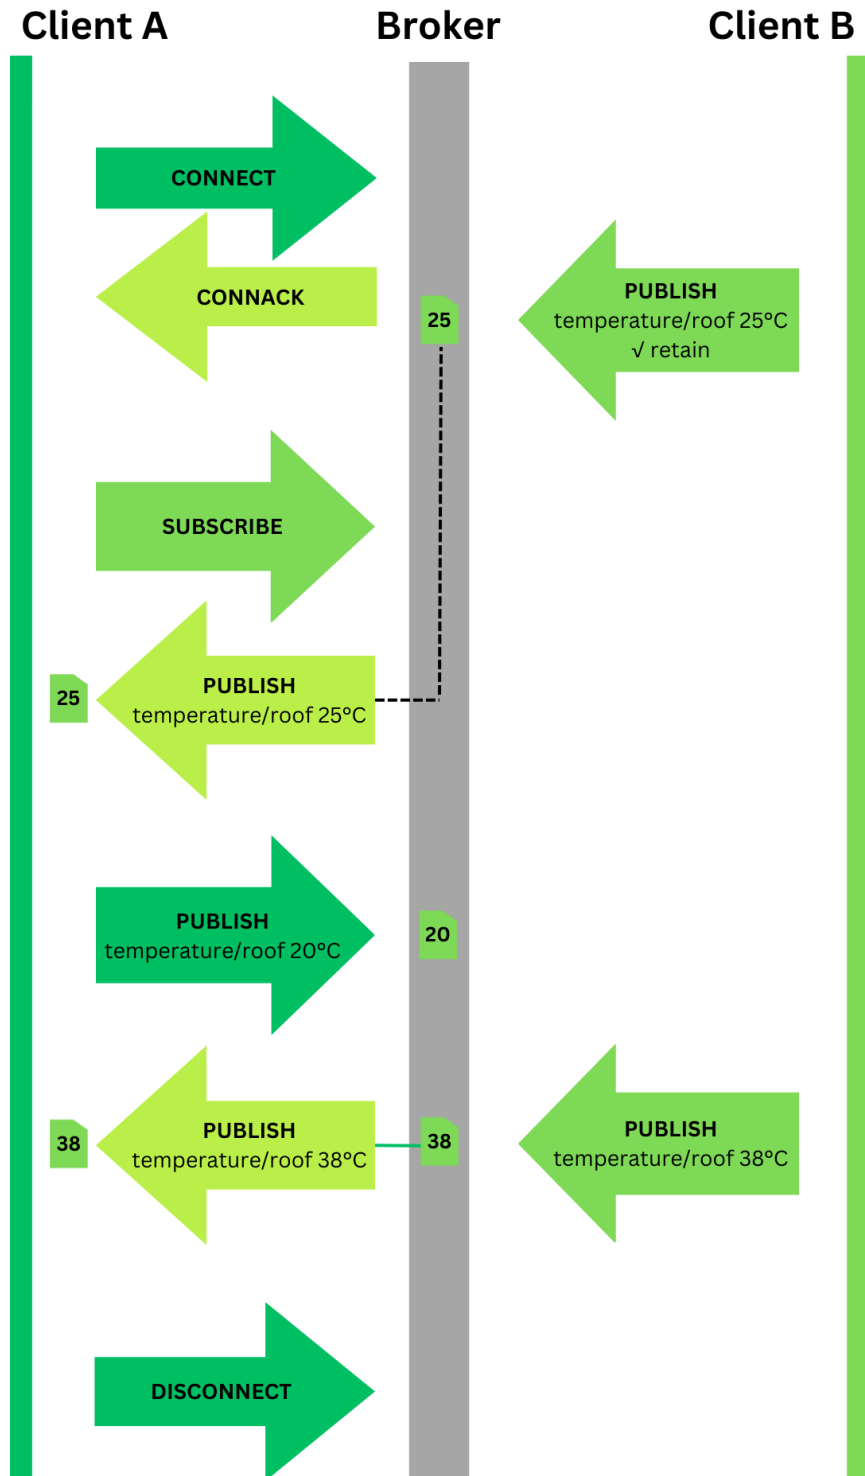 Client A
Broker
Client B
CONNECT
CONNACK
25
PUBLISH
temperature/roof 25°C
√ retain
SUBSCRIBE
25
PUBLISH
temperature/roof 25°C
PUBLISH
temperature/roof 20°C
20
38
PUBLISH
temperature/roof 38°C
38
PUBLISH
temperature/roof 38°C
DISCONNECT